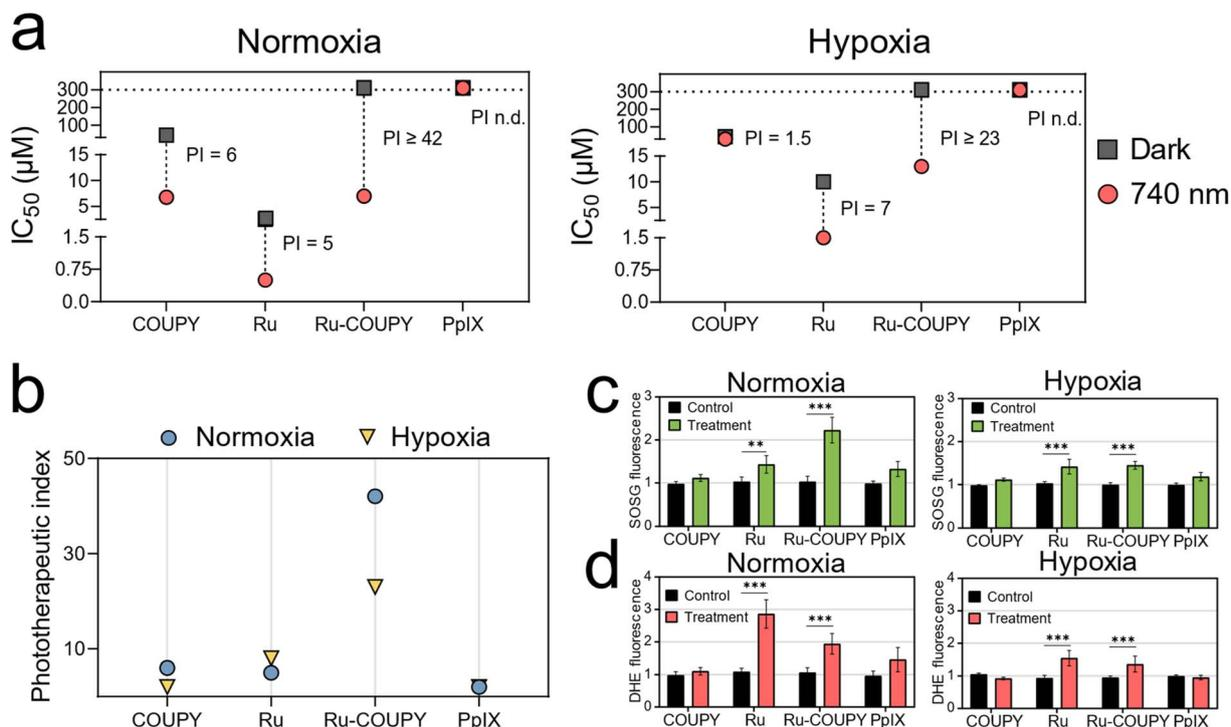 a
Normoxia
IC50 (µM)
300
200
100
15
10
5
1.5
0.75
0.0
PI = 6
PI = 5
PI ≥ 42
PI n.d.
COUPY Ru Ru-COUPY PpIX
Hypoxia
IC50 (µM)
300
200
100
15
10
5
1.5
0.75
0.0
PI = 1.5
PI = 7
PI ≥ 23
PI n.d.
COUPY Ru Ru-COUPY PpIX
Dark
740 nm
b
Normoxia Hypoxia
Phototherapeutic index
50
30
10
COUPY Ru Ru-COUPY PpIX
c
Normoxia
SOSG fluorescence
3
2
1
0
Control
Treatment
**
***
COUPY Ru Ru-COUPY PpIX
Hypoxia
SOSG fluorescence
3
2
1
0
Control
Treatment
***
***
COUPY Ru Ru-COUPY PpIX
d
Normoxia
DHE fluorescence
4
3
2
1
0
Control
Treatment
***
***
COUPY Ru Ru-COUPY PpIX
Hypoxia
DHE fluorescence
4
3
2
1
0
Control
Treatment
***
***
COUPY Ru Ru-COUPY PpIX